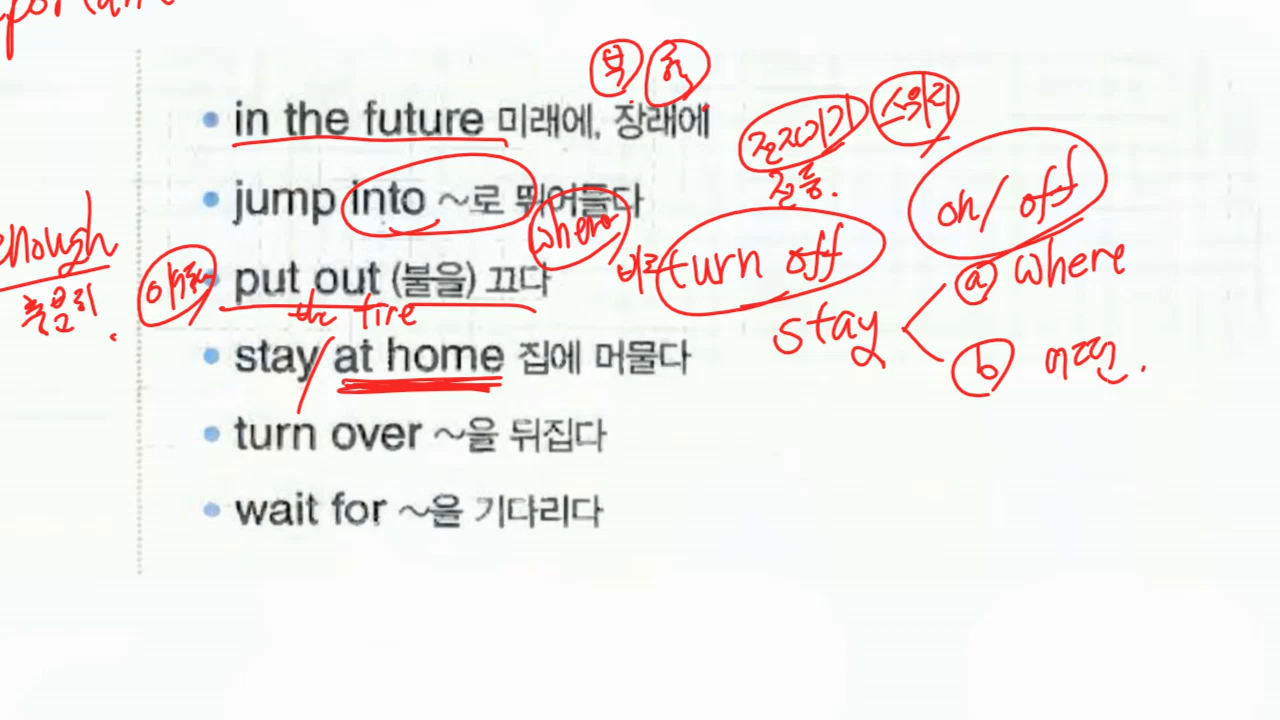 in the future 미래에, 장래에
jump into ~로 뛰어들다
where
put out (불을) 끄다
the fire
stay at home 집에 머물다
turn over ~을 뒤집다
wait for ~을 기다리다
enough
스위치
전등.
on/off
turn off
stay
ⓐ where
ⓑ 어떤.